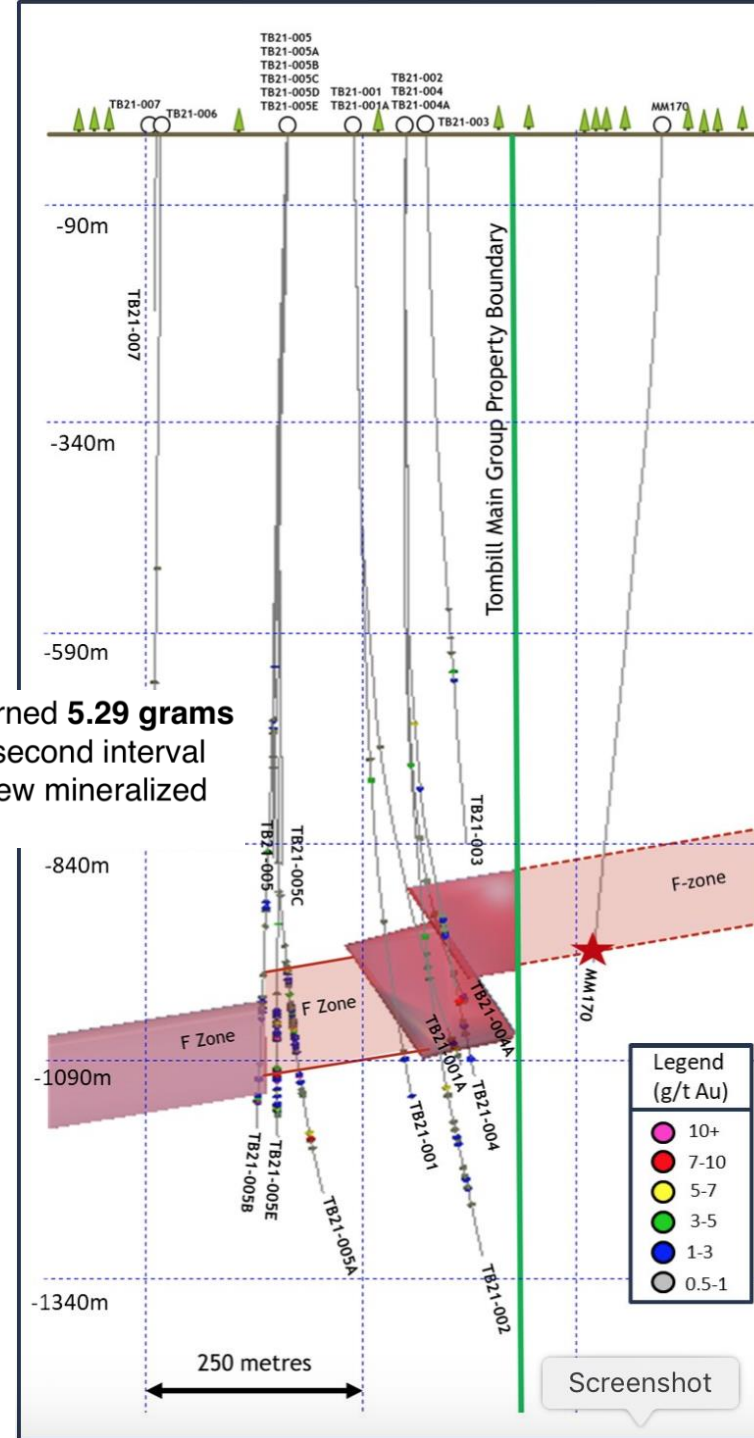 TB21-007
TB21-006
TB21-005
TB21-005A
TB21-005B
TB21-005C
TB21-005D
TB21-005E
TB21-001
TB21-001A
TB21-002
TB21-004
TB21-004A
TB21-003
MM170
-90m
TB21-007
Tombill Main Group Property Boundary
-340m
-590m
rned 5.29 grams
second interval
ew mineralized
TB21-005
TB21-005C
TB21-003
-840m
F-zone
F Zone
F Zone
MM170
TB21-004A
TB21-001A
-1090m
TB21-004
TB21-001
TB21-005B
TB21-005E
TB21-005A
TB21-002
Legend
(g/t Au)
10+
7-10
5-7
3-5
1-3
0.5-1
-1340m
250 metres
Screenshot